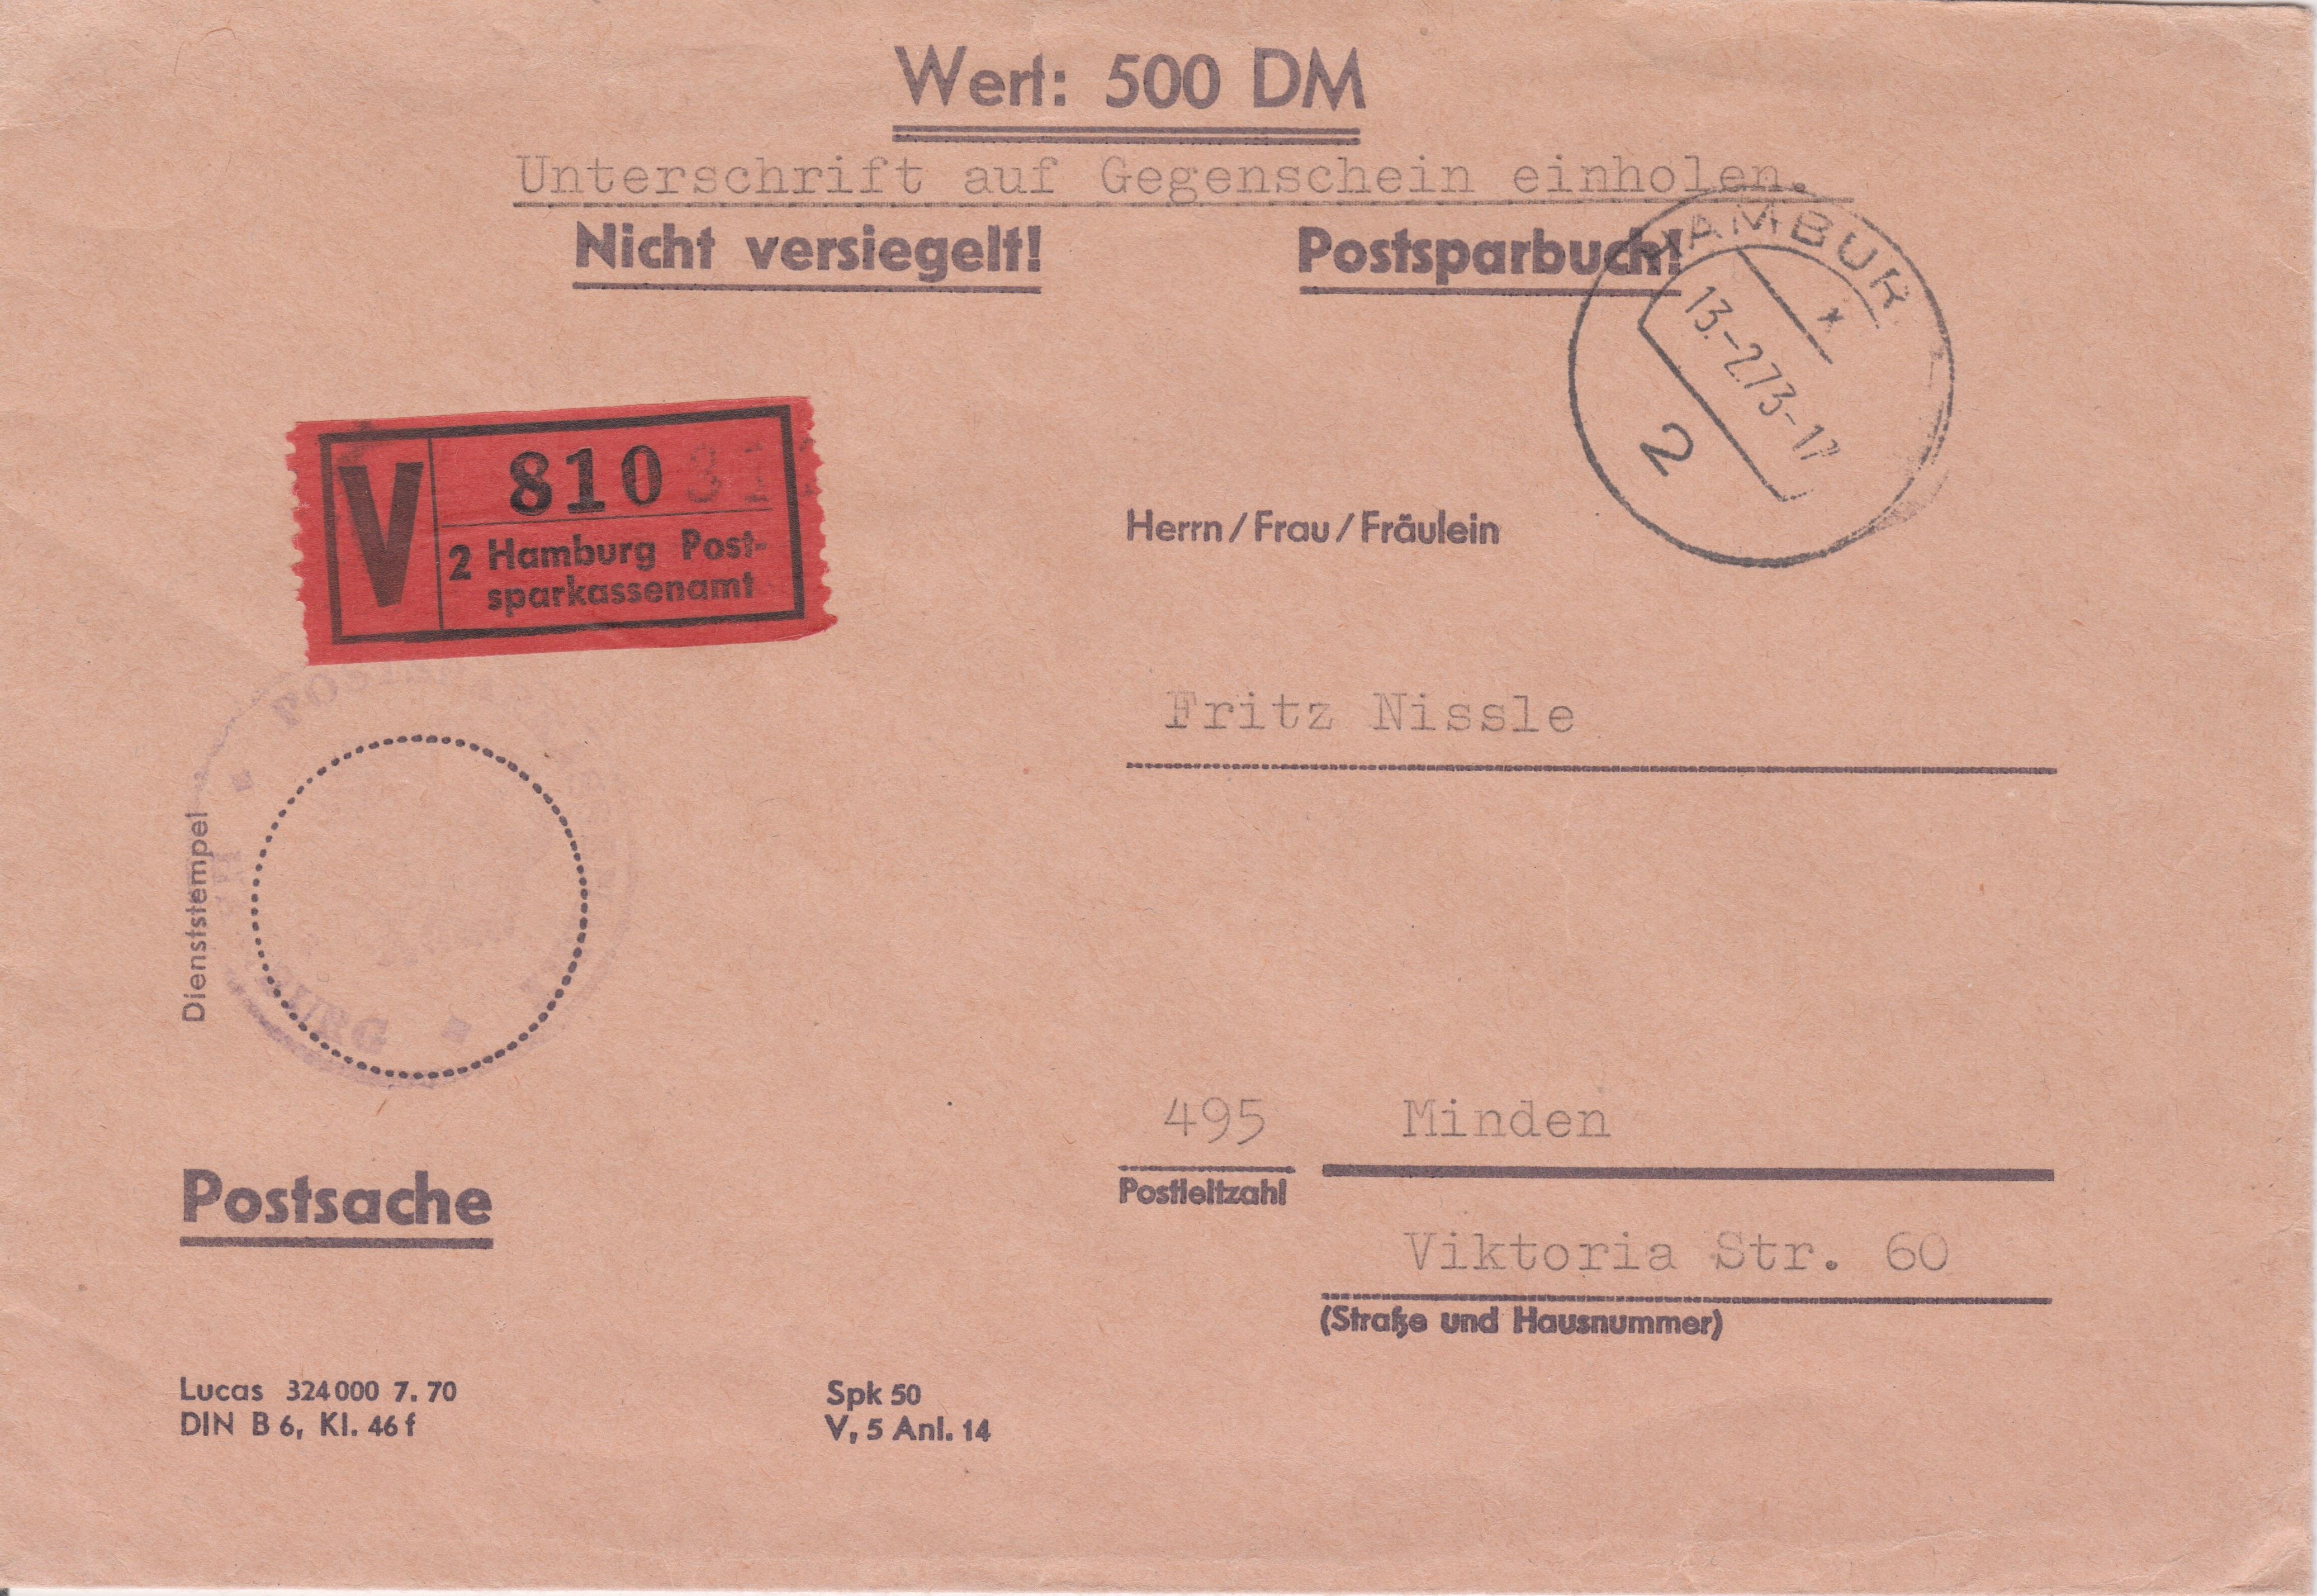 Wert: 500 DM
Unterschrift auf Gegenschein einholen.
Nicht versiegelt! Postsparbuch!
HAMBUR
13.-2.73-17
2
V 810
2 Hamburg Post-
sparkassenamt
Herrn/Frau/Fräulein
Fritz Nissle
Dienststempel
BURG
495 Minden
Postleitzahl
Postsache
Viktoria Str. 60
(Straße und Hausnummer)
Lucas 324000 7.70
DIN B 6, Kl. 46 f
Spk 50
V, 5 Anl. 14